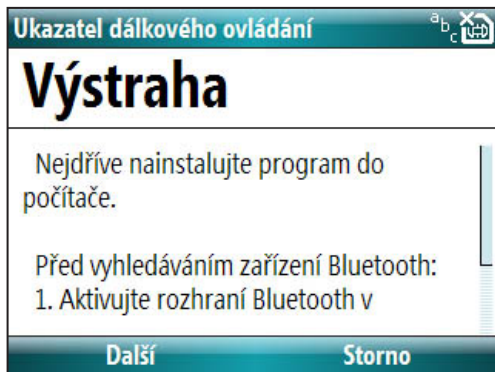 Ukazatel dálkového ovládání abc
Výstraha
Nejdříve nainstalujte program do
počítače.
Před vyhledáváním zařízení Bluetooth:
1. Aktivujte rozhraní Bluetooth v
Další Storno